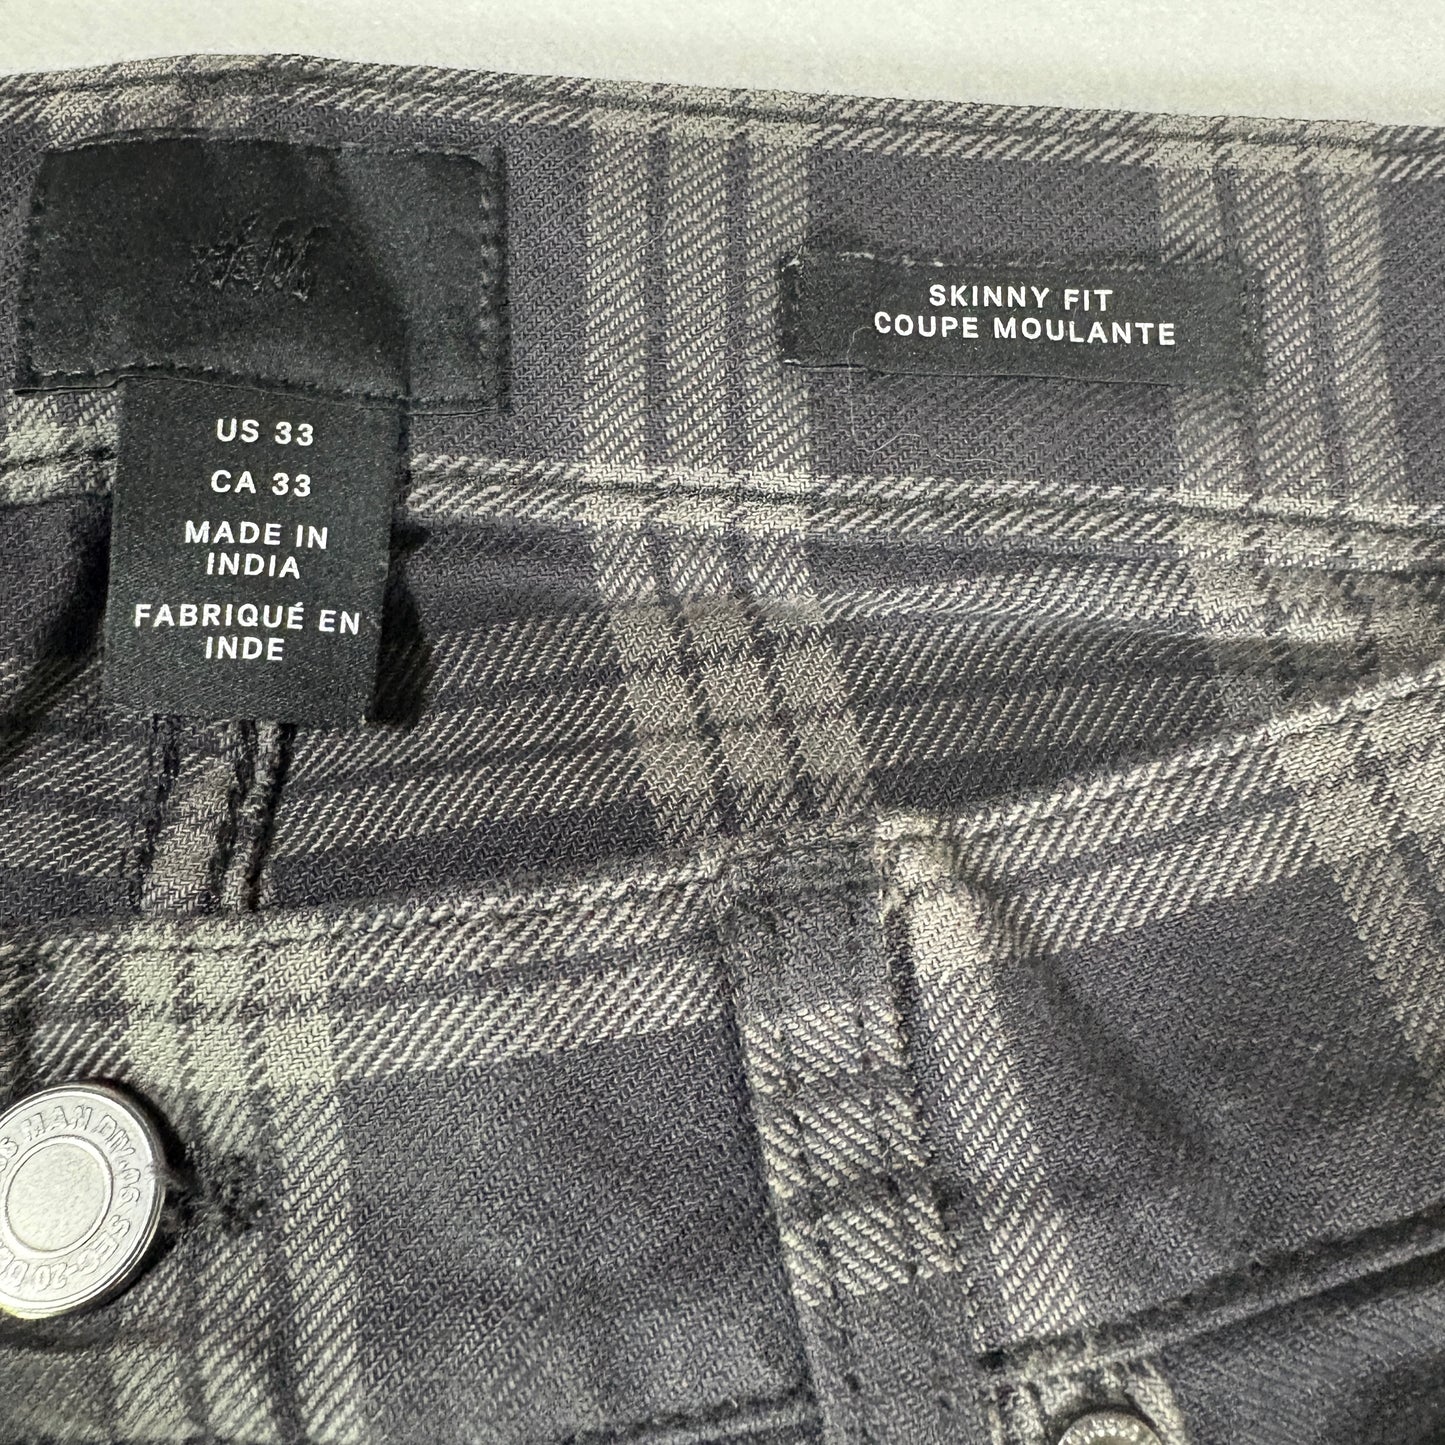 H&M
SKINNY FIT
COUPE MOULANTE
US 33
CA 33
MADE IN
INDIA
FABRIQUÉ EN
INDE